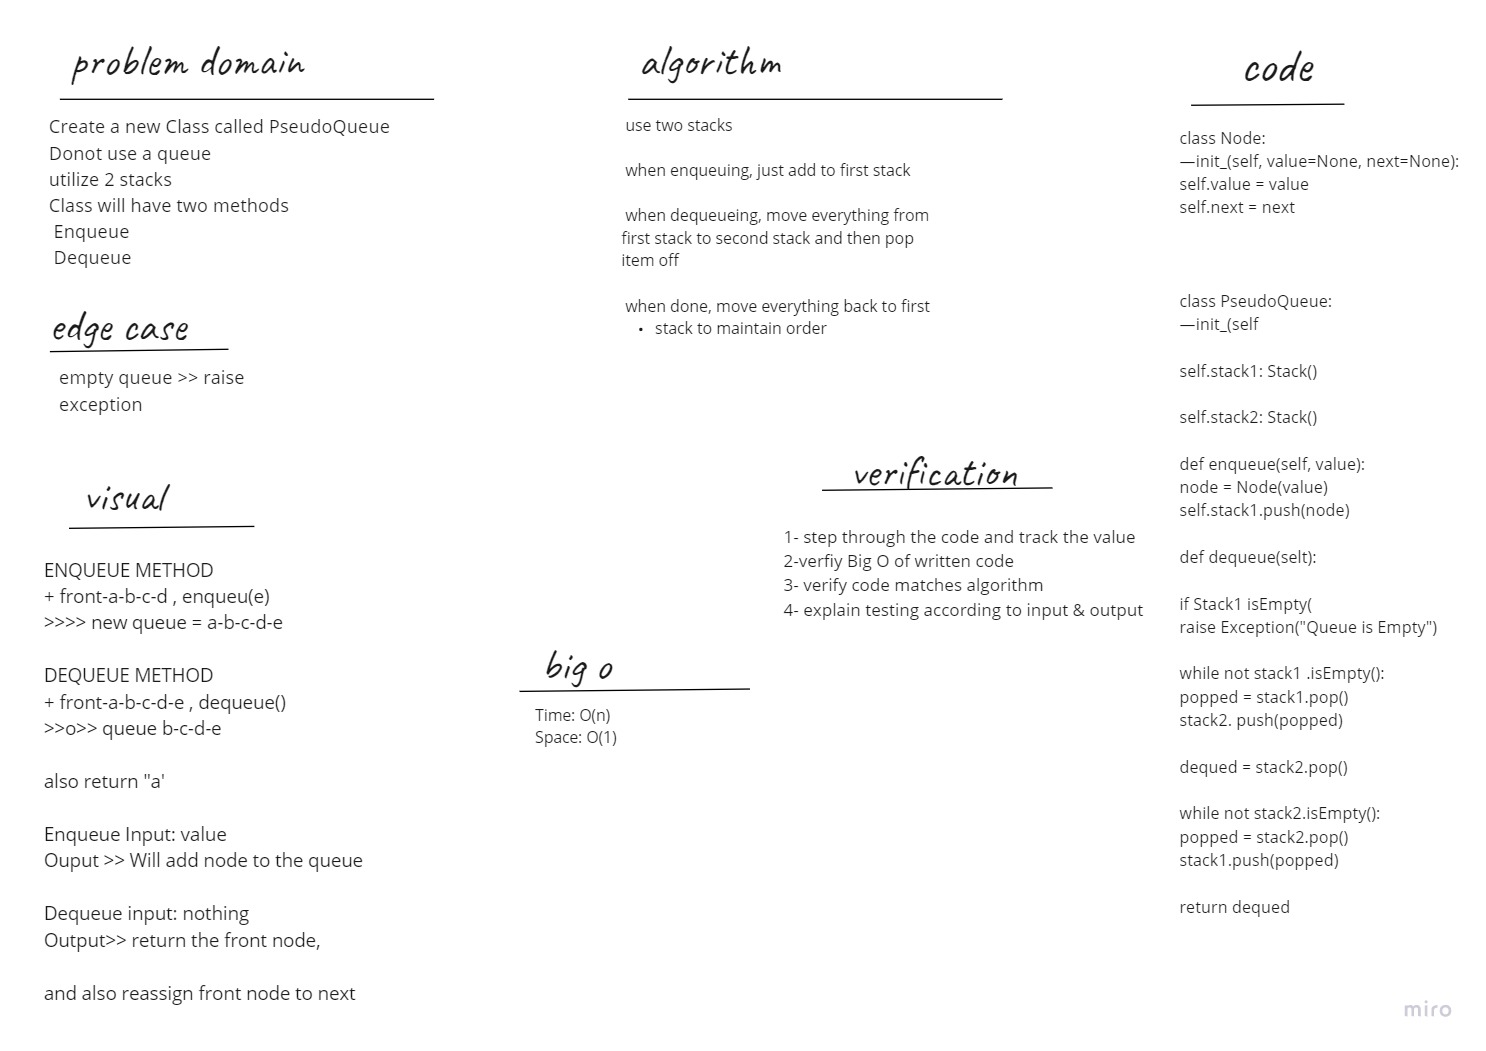 problem domain
Create a new Class called PseudoQueue
Donot use a queue
utilize 2 stacks
Class will have two methods
Enqueue
Dequeue
edge case
empty queue >> raise
exception
visual
ENQUEUE METHOD
+ front-a-b-c-d , enqueu(e)
>>>> new queue = a-b-c-d-e
DEQUEUE METHOD
+ front-a-b-c-d-e , dequeue()
>>o>> queue b-c-d-e
also return "a'
Enqueue Input: value
Ouput >> Will add node to the queue
Dequeue input: nothing
Output>> return the front node,
and also reassign front node to next
algorithm
use two stacks
when enqueuing, just add to first stack
when dequeueing, move everything from
first stack to second stack and then pop
item off
when done, move everything back to first
• stack to maintain order
verification
1- step through the code and track the value
2-verfiy Big O of written code
3- verify code matches algorithm
4- explain testing according to input & output
big o
Time: O(n)
Space: O(1)
code
class Node:
—init_(self, value=None, next=None):
self.value = value
self.next = next
class PseudoQueue:
—init_(self
self.stack1: Stack()
self.stack2: Stack()
def enqueue(self, value):
node = Node(value)
self.stack1.push(node)
def dequeue(selt):
if Stack1 isEmpty(
raise Exception("Queue is Empty")
while not stack1 .isEmpty():
popped = stack1.pop()
stack2. push(popped)
dequed = stack2.pop()
while not stack2.isEmpty():
popped = stack2.pop()
stack1.push(popped)
return dequed
miro